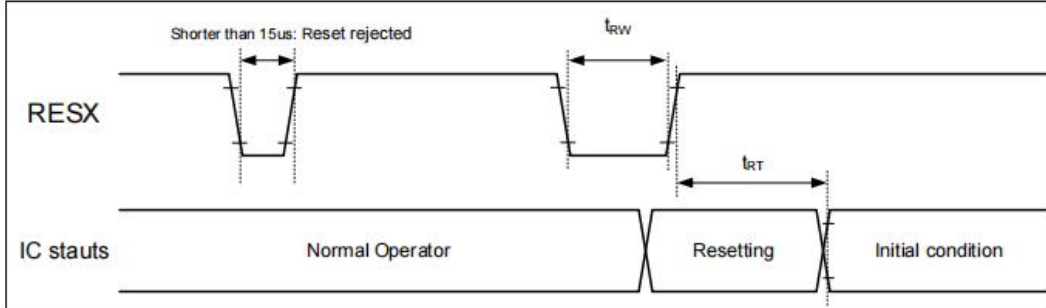 Shorter than 15us: Reset rejected
tRW
RESX
tRT
IC stauts
Normal Operator
Resetting
Initial condition